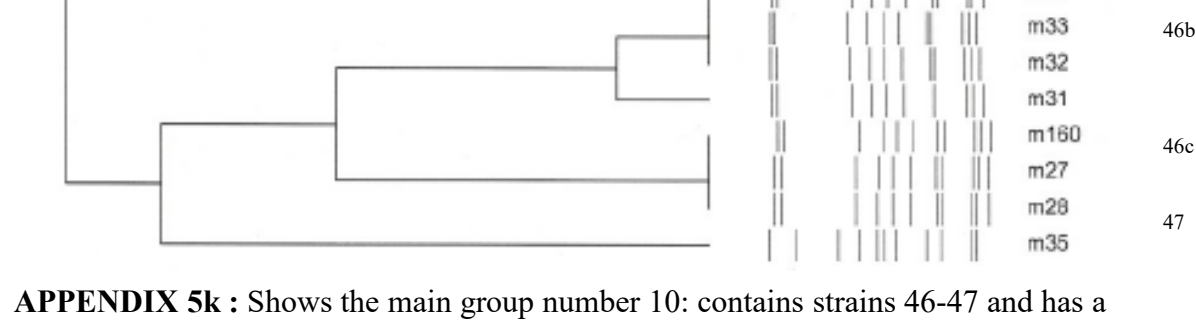 m33 46b
m32
m31
m160 46c
m27
m28 47
m35
APPENDIX 5k : Shows the main group number 10: contains strains 46-47 and has a